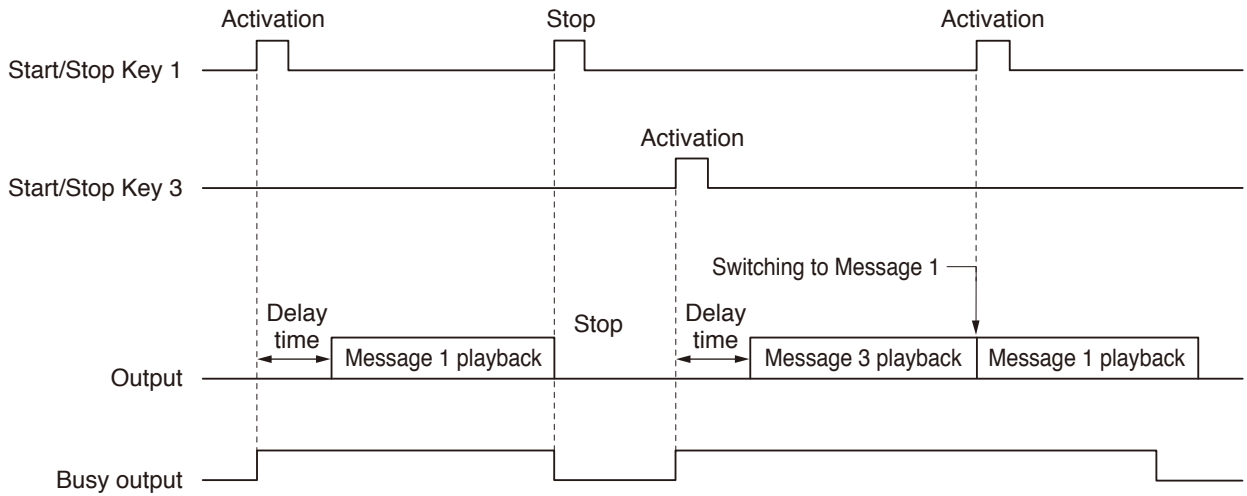 Activation
Stop
Activation
Start/Stop Key 1
Activation
Start/Stop Key 3
Switching to Message 1
Delay
time
Stop
Delay
time
Message 1 playback
Message 3 playback
Message 1 playback
Output
Busy output